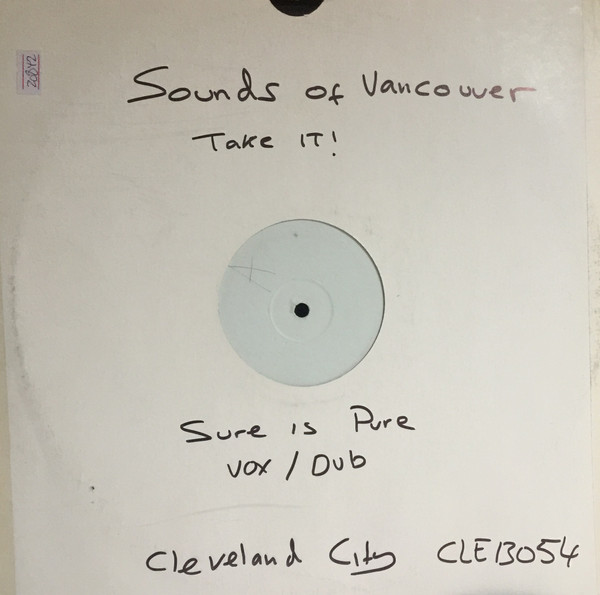 Sounds of Vancouver
Take IT!
Sure is Pure
VOX / Dub
Cleveland City CLE13054